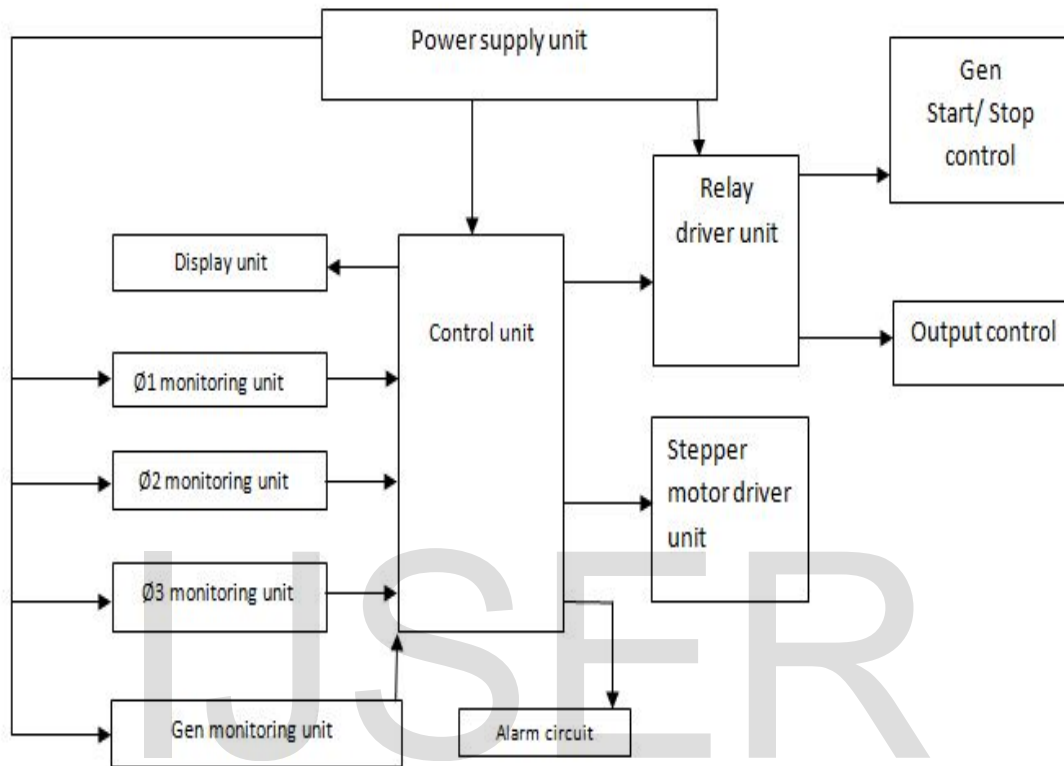 Power supply unit
Gen
Start/ Stop
control
Relay
driver unit
Display unit
Control unit
Output control
Ø1 monitoring unit
Ø2 monitoring unit
Stepper
motor driver
unit
Ø3 monitoring unit
Gen monitoring unit
Alarm circuit
IJSER